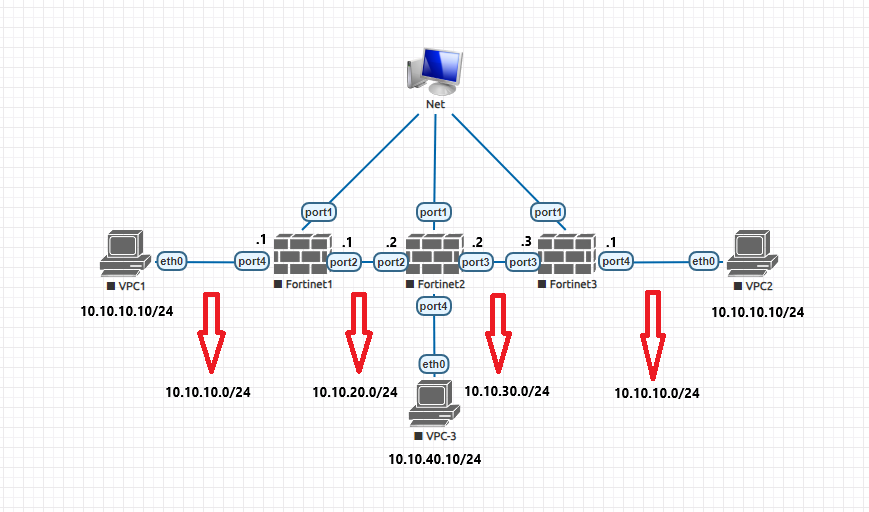 Net
port1
port1
port1
.1
.1
.2
.2
.3
.1
eth0
port4
port2
port2
port3
port3
port4
eth0
VPC1
Fortinet1
Fortinet2
Fortinet3
VPC2
10.10.10.10/24
port4
10.10.10.10/24
eth0
10.10.10.0/24
10.10.20.0/24
10.10.30.0/24
10.10.10.0/24
VPC-3
10.10.40.10/24